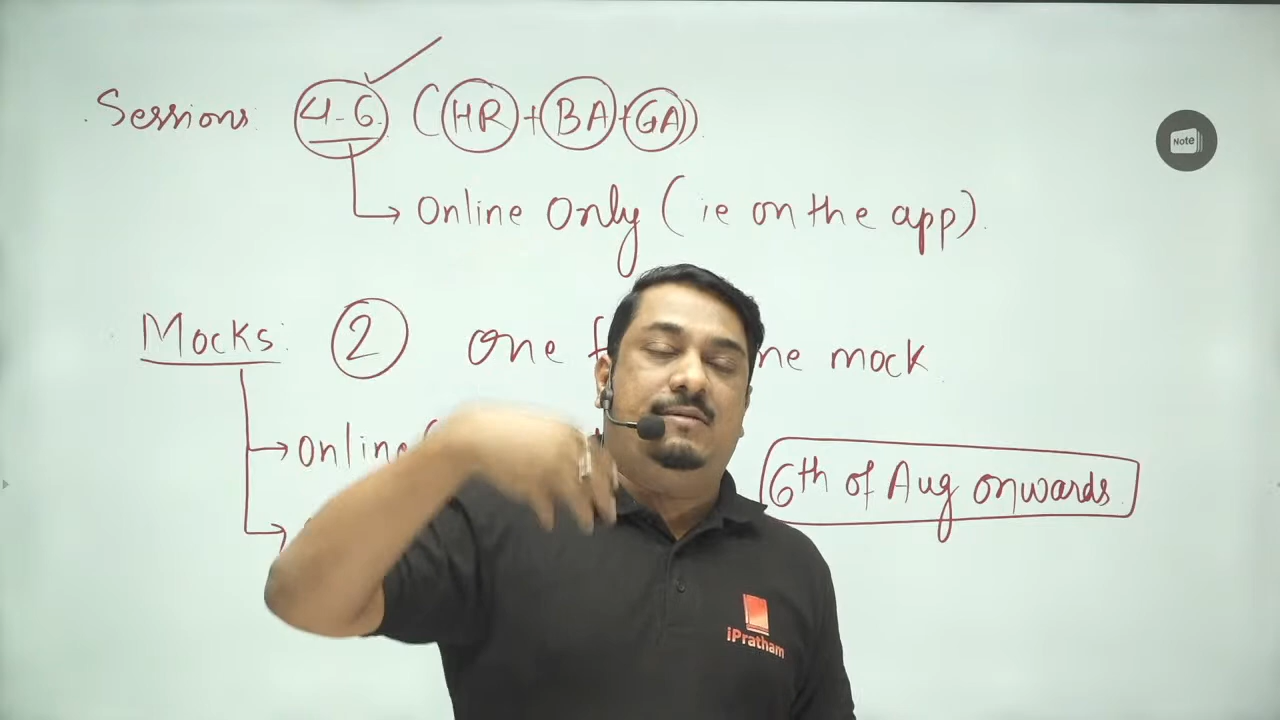 Sessions: 4-6 (HR+BA+GA)
Note
→ Online Only (ie on the app).
Mocks: 2 One mock
→ Online
6th of Aug onwards.
iPratham